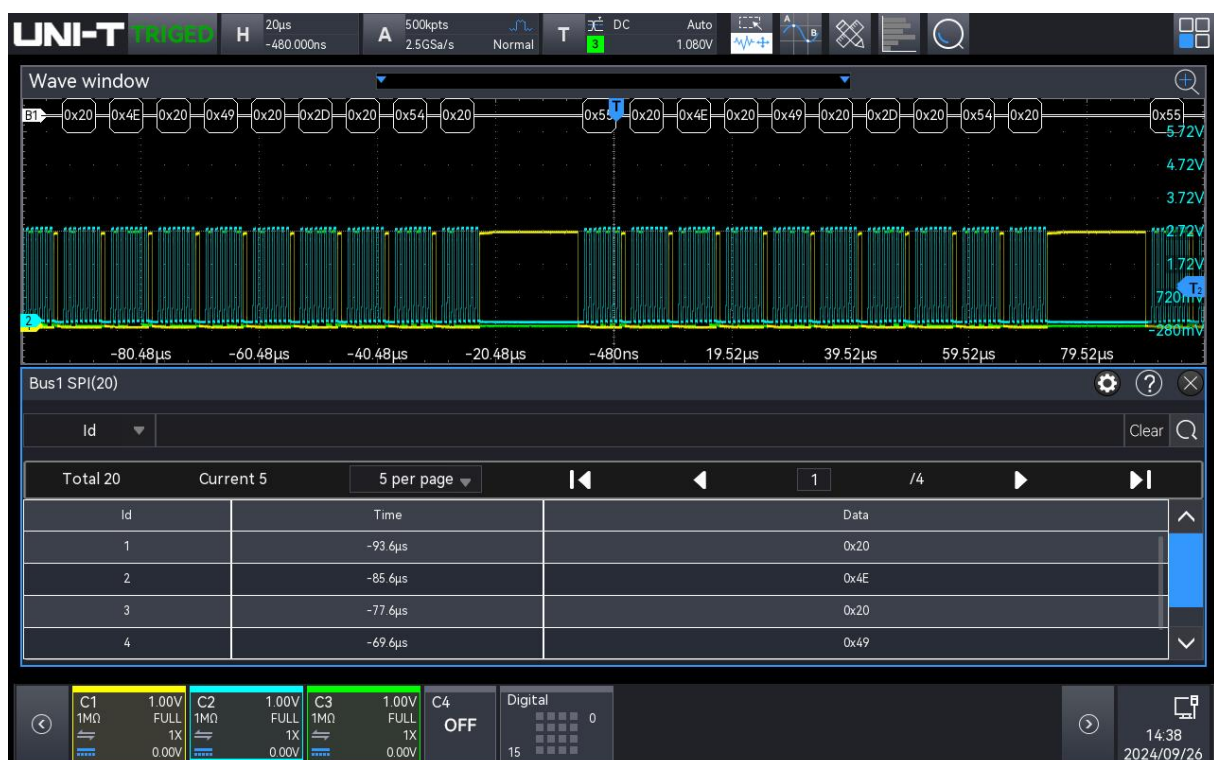 UNI-T TRIGED H 20µs -480.000ns A 500kpts 2.5GSa/s Normal T DC 3 Auto 1.080V A B
Wave window
B1 0x20 0x4E 0x20 0x49 0x20 0x2D 0x20 0x54 0x20 0x55 T 0x20 0x4E 0x20 0x49 0x20 0x2D 0x20 0x54 0x20 0x55
5.72V
4.72V
3.72V
2.72V
1.72V
T2
720mV
2
-280mV
-80.48µs -60.48µs -40.48µs -20.48µs -480ns 19.52µs 39.52µs 59.52µs 79.52µs
Bus1 SPI(20) ?
Id Clear
Total 20 Current 5 5 per page 1 /4
Id Time Data
1 -93.6µs 0x20
2 -85.6µs 0x4E
3 -77.6µs 0x20
4 -69.6µs 0x49
C1 1.00V C2 1.00V C3 1.00V C4 Digital
1MΩ FULL 1MΩ FULL 1MΩ FULL OFF 0
1X 1X 1X
0.00V 0.00V 0.00V 15
14:38
2024/09/26